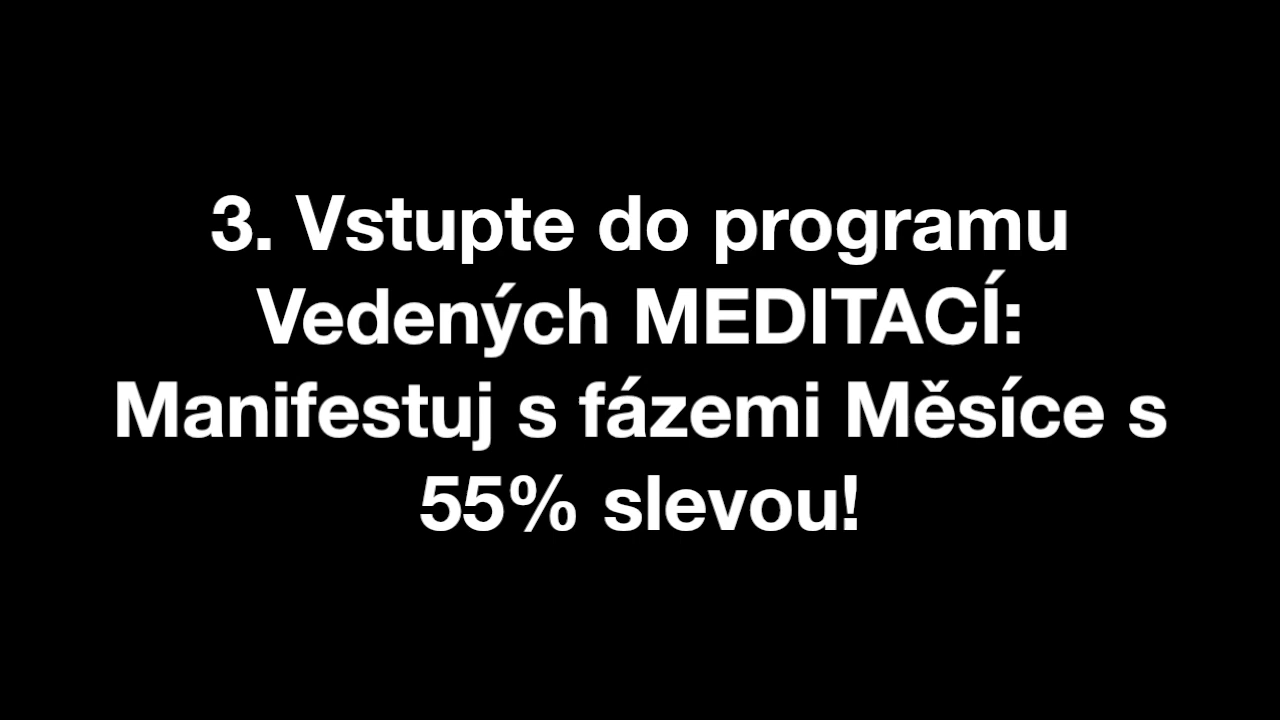 3. Vstupte do programu
Vedených MEDITACÍ:
Manifestuj s fázemi Měsíce s
55% slevou!